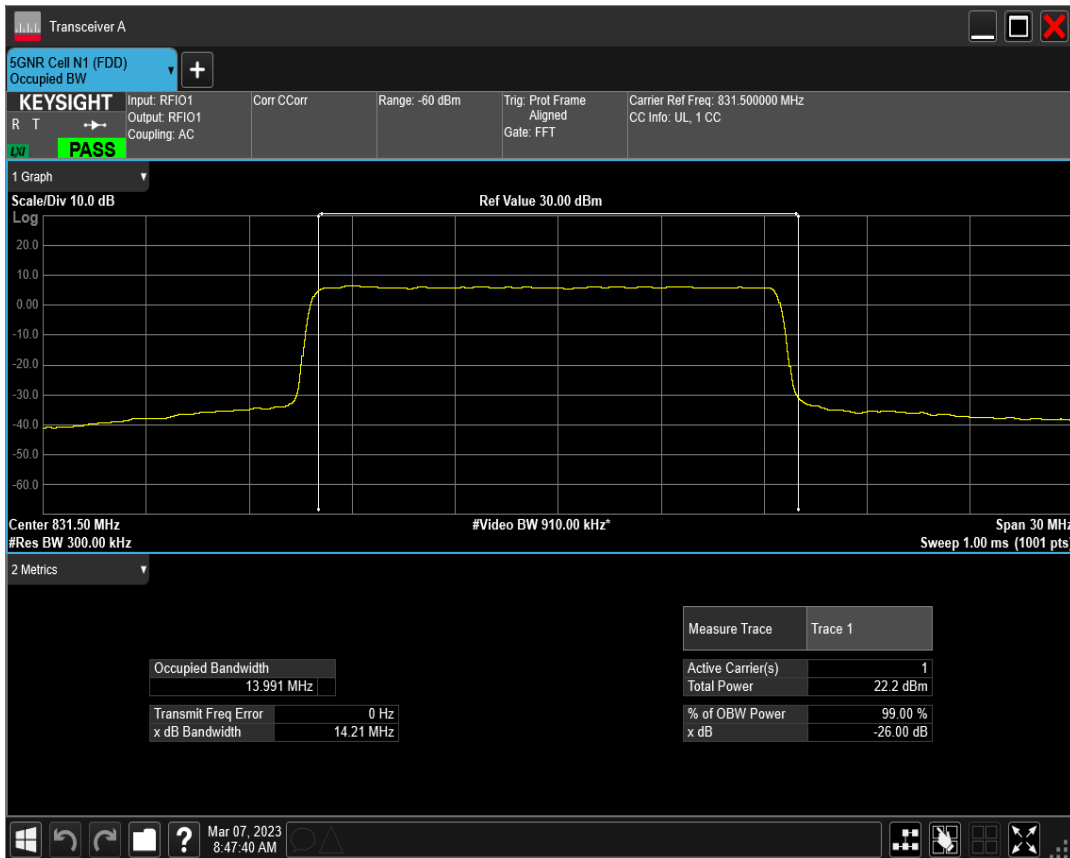 Transceiver A
5GNR Cell N1 (FDD)
Occupied BW
+
KEYSIGHT
R T
LXI
PASS
Input: RFIO1
Output: RFIO1
Coupling: AC
Corr CCorr
Range: -60 dBm
Trig: Prot Frame
Aligned
Gate: FFT
Carrier Ref Freq: 831.500000 MHz
CC Info: UL, 1 CC
1 Graph
Scale/Div 10.0 dB
Ref Value 30.00 dBm
Log
20.0
10.0
0.00
-10.0
-20.0
-30.0
-40.0
-50.0
-60.0
Center 831.50 MHz
#Video BW 910.00 kHz*
Span 30 MHz
#Res BW 300.00 kHz
Sweep 1.00 ms (1001 pts)
2 Metrics
Measure Trace Trace 1
Occupied Bandwidth
13.991 MHz
Active Carrier(s) 1
Total Power 22.2 dBm
Transmit Freq Error 0 Hz
x dB Bandwidth 14.21 MHz
% of OBW Power 99.00 %
x dB -26.00 dB
?
Mar 07, 2023
8:47:40 AM